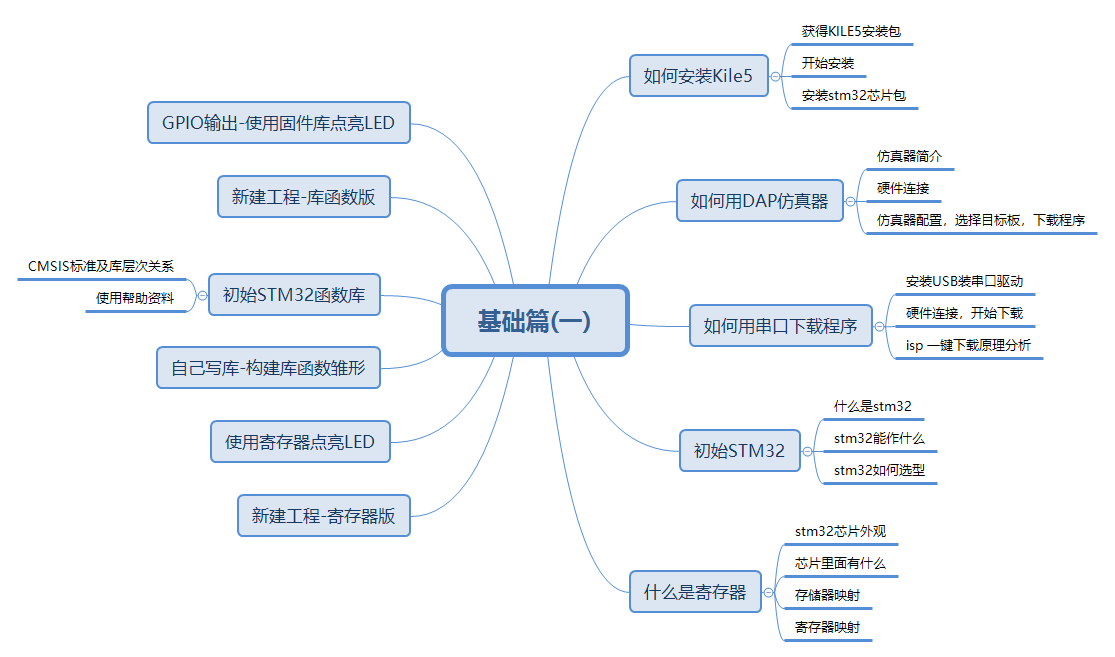 基础篇(一)
如何安装Kile5
获得KILE5安装包
开始安装
安装stm32芯片包
如何用DAP仿真器
仿真器简介
硬件连接
仿真器配置，选择目标板，下载程序
如何用串口下载程序
安装USB装串口驱动
硬件连接，开始下载
isp 一键下载原理分析
初始STM32
什么是stm32
stm32能作什么
stm32如何选型
什么是寄存器
stm32芯片外观
芯片里面有什么
存储器映射
寄存器映射
GPIO输出-使用固件库点亮LED
新建工程-库函数版
初始STM32函数库
CMSIS标准及库层次关系
使用帮助资料
自己写库-构建库函数雏形
使用寄存器点亮LED
新建工程-寄存器版